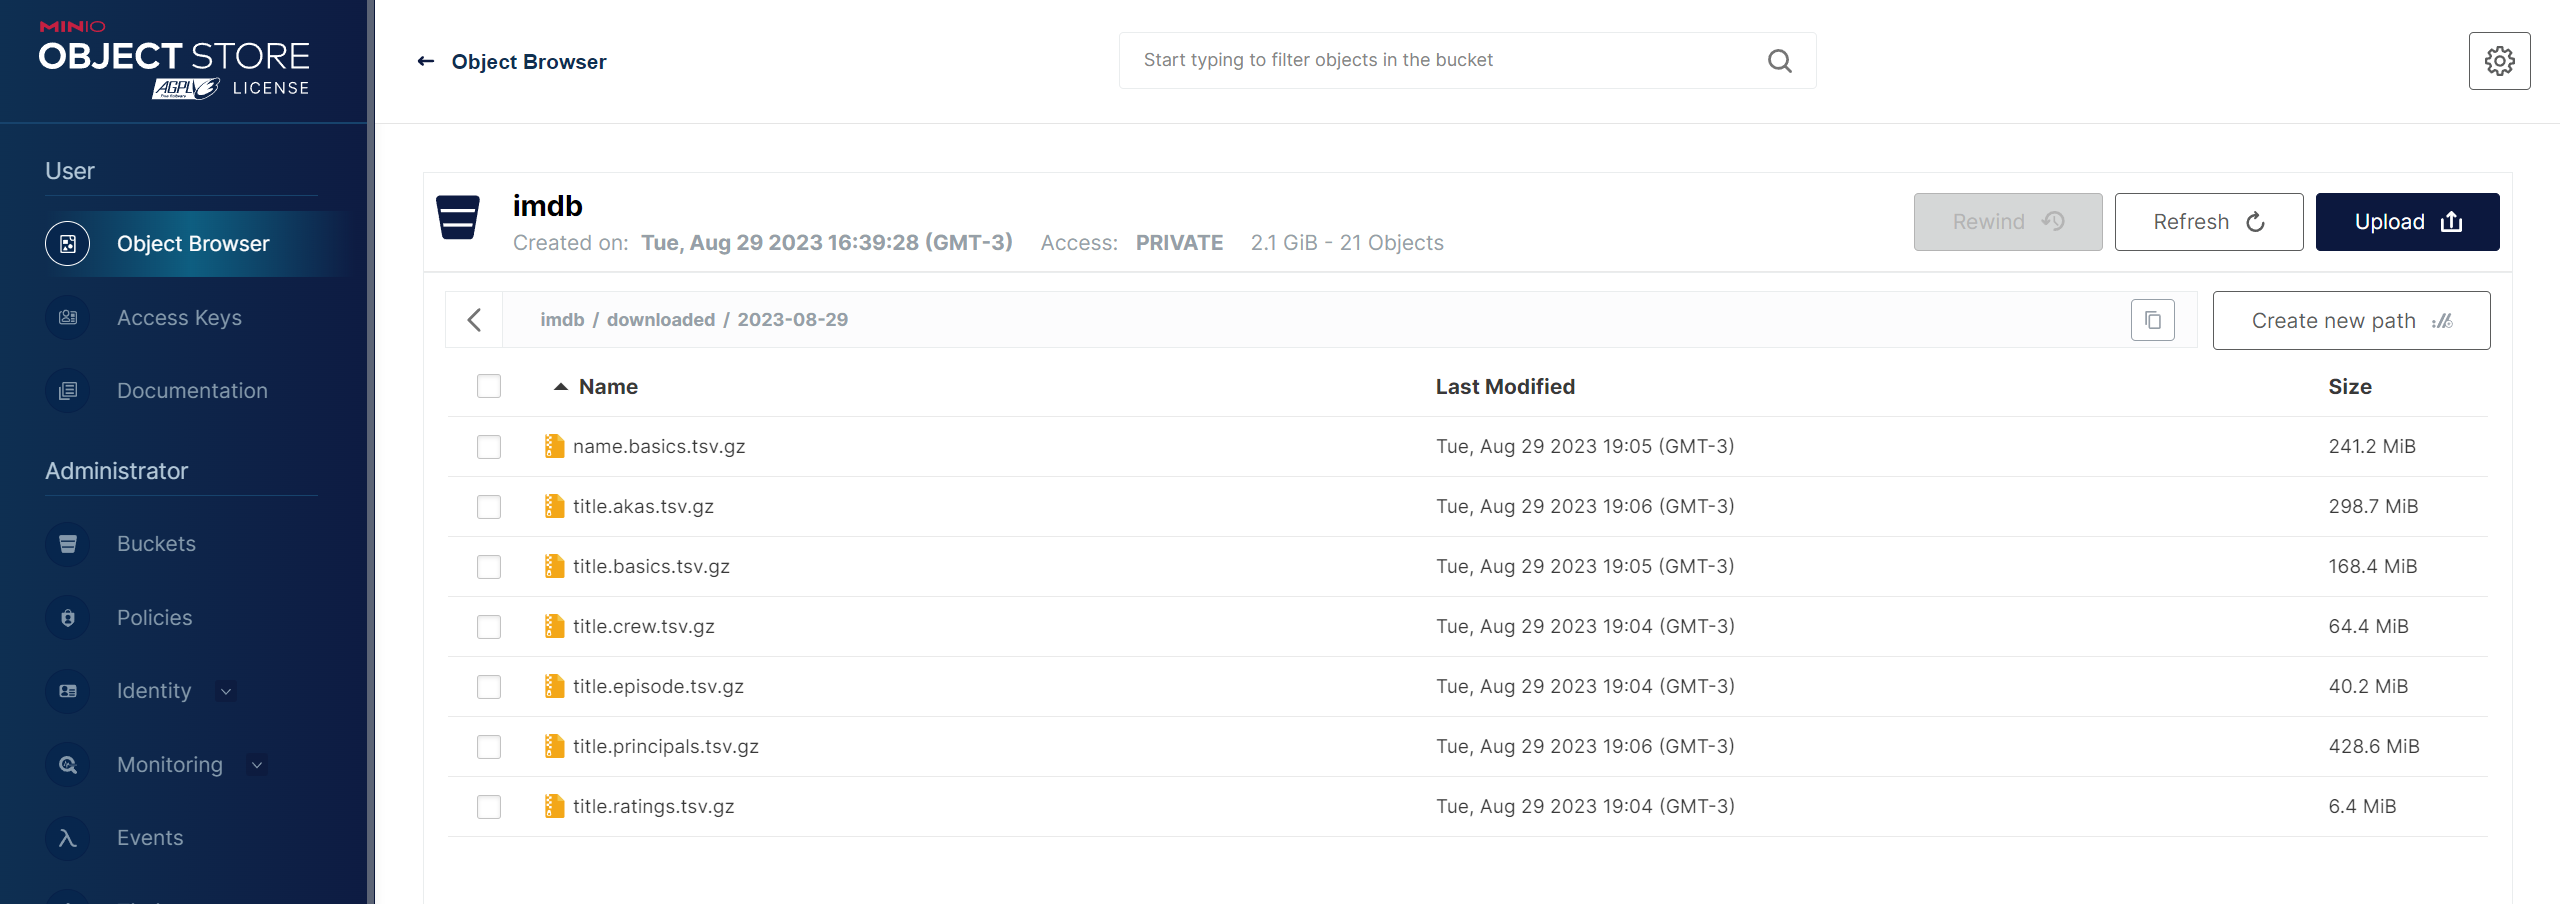 MINIO
OBJECT STORE
AGPL v3 LICENSE
User
Object Browser
Access Keys
Documentation
Administrator
Buckets
Policies
Identity
Monitoring
Events
Object Browser
Start typing to filter objects in the bucket
imdb
Created on: Tue, Aug 29 2023 16:39:28 (GMT-3) Access: PRIVATE 2.1 GiB - 21 Objects
Rewind
Refresh
Upload
imdb / downloaded / 2023-08-29
Create new path
Name Last Modified Size
name.basics.tsv.gz Tue, Aug 29 2023 19:05 (GMT-3) 241.2 MiB
title.akas.tsv.gz Tue, Aug 29 2023 19:06 (GMT-3) 298.7 MiB
title.basics.tsv.gz Tue, Aug 29 2023 19:05 (GMT-3) 168.4 MiB
title.crew.tsv.gz Tue, Aug 29 2023 19:04 (GMT-3) 64.4 MiB
title.episode.tsv.gz Tue, Aug 29 2023 19:04 (GMT-3) 40.2 MiB
title.principals.tsv.gz Tue, Aug 29 2023 19:06 (GMT-3) 428.6 MiB
title.ratings.tsv.gz Tue, Aug 29 2023 19:04 (GMT-3) 6.4 MiB